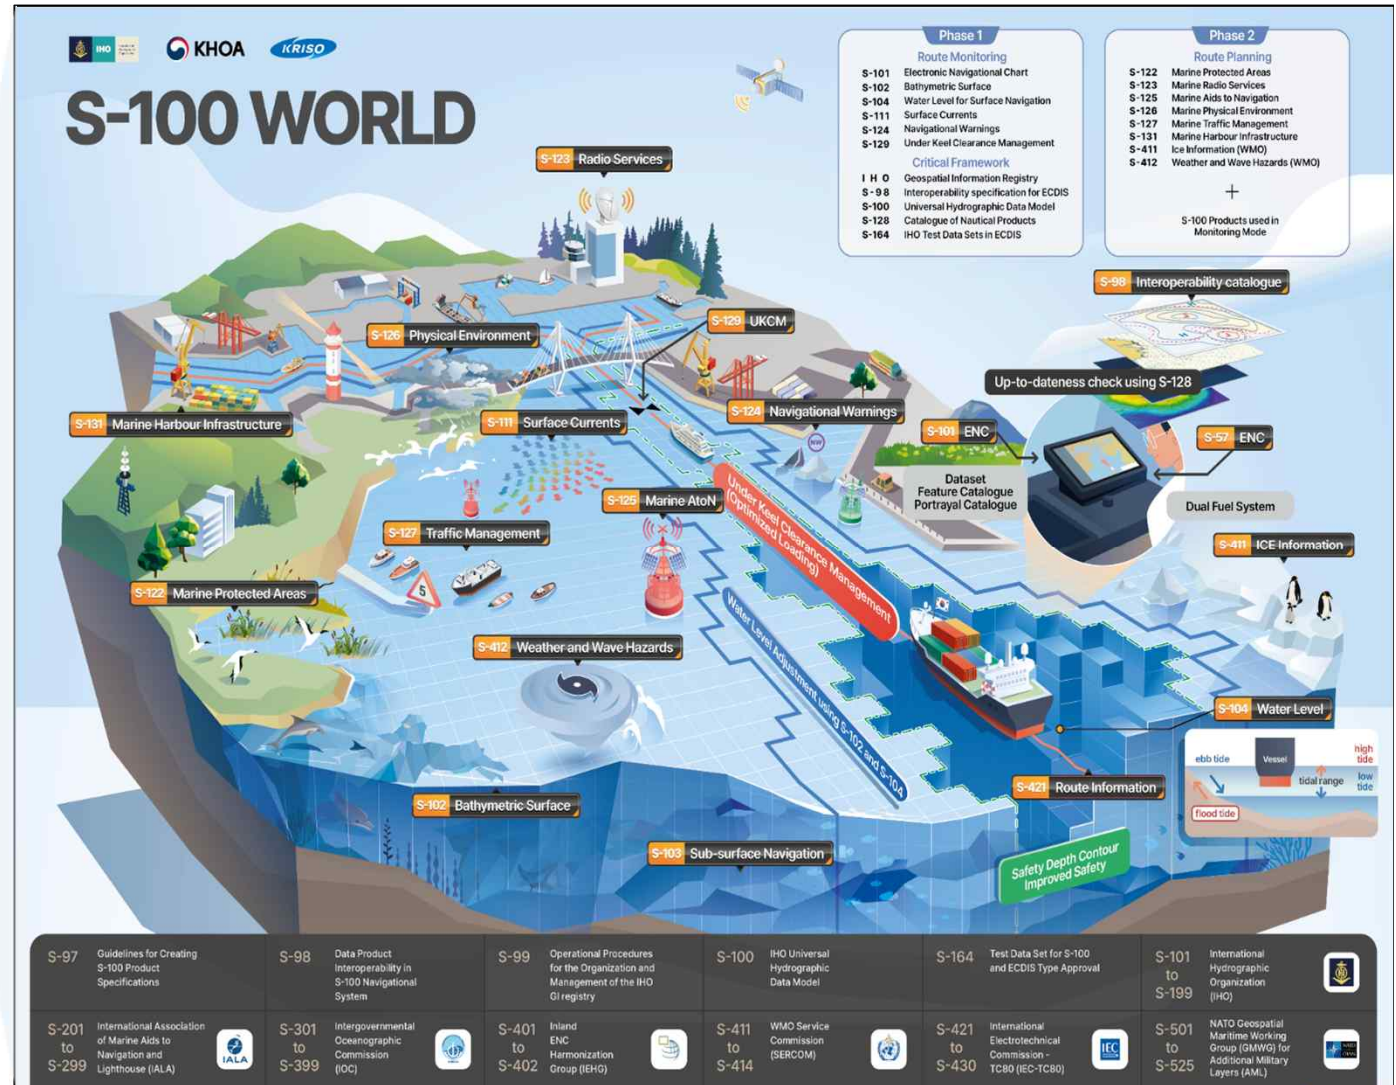 IHO
KHOA
KRISO
S-100 WORLD
Phase 1
Route Monitoring
S-101 Electronic Navigational Chart
S-102 Bathymetric Surface
S-104 Water Level for Surface Navigation
S-111 Surface Currents
S-124 Navigational Warnings
S-129 Under Keel Clearance Management
Critical Framework
I H O Geospatial Information Registry
S-98 Interoperability specification for ECDIS
S-100 Universal Hydrographic Data Model
S-128 Catalogue of Nautical Products
S-164 IHO Test Data Sets in ECDIS
Phase 2
Route Planning
S-122 Marine Protected Areas
S-123 Marine Radio Services
S-125 Marine Aids to Navigation
S-126 Marine Physical Environment
S-127 Marine Traffic Management
S-131 Marine Harbour Infrastructure
S-411 Ice Information (WMO)
S-412 Weather and Wave Hazards (WMO)
+
S-100 Products used in
Monitoring Mode
S-123 Radio Services
S-98 Interoperability catalogue
S-129 UKCM
S-126 Physical Environment
Up-to-dateness check using S-128
S-131 Marine Harbour Infrastructure
S-111 Surface Currents
S-124 Navigational Warnings
NW
S-101 ENC
S-57 ENC
Dataset
Feature Catalogue
Portrayal Catalogue
Dual Fuel System
S-125 Marine AtoN
Under Keel Clearance Management
(Optimized Loading)
S-127 Traffic Management
5
S-411 ICE Information
S-122 Marine Protected Areas
S-412 Weather and Wave Hazards
Water Level Adjustment using S-102 and S-104
S-104 Water Level
ebb tide
Vessel
high
tide
tidal range
low
tide
flood tide
S-421 Route Information
S-102 Bathymetric Surface
S-103 Sub-surface Navigation
Safety Depth Contour
Improved Safety
S-97 Guidelines for Creating
S-100 Product
Specifications
S-98 Data Product
Interoperability in
S-100 Navigational
System
S-99 Operational Procedures
for the Organization and
Management of the IHO
GI registry
S-100 IHO Universal
Hydrographic
Data Model
S-164 Test Data Set for S-100
and ECDIS Type Approval
S-101
to
S-199
International
Hydrographic
Organization
(IHO)
S-201
to
S-299
International Association
of Marine Aids to
Navigation and
Lighthouse (IALA)
IALA
S-301
to
S-399
Intergovernmental
Oceanographic
Commission
(IOC)
S-401
to
S-402
Inland
ENC
Harmonization
Group (IEHG)
S-411
to
S-414
WMO Service
Commission
(SERCOM)
S-421
to
S-430
International
Electrotechnical
Commission -
TC80 (IEC-TC80)
IEC
S-501
to
S-525
NATO Geospatial
Maritime Working
Group (GMWG) for
Additional Military
Layers (AML)